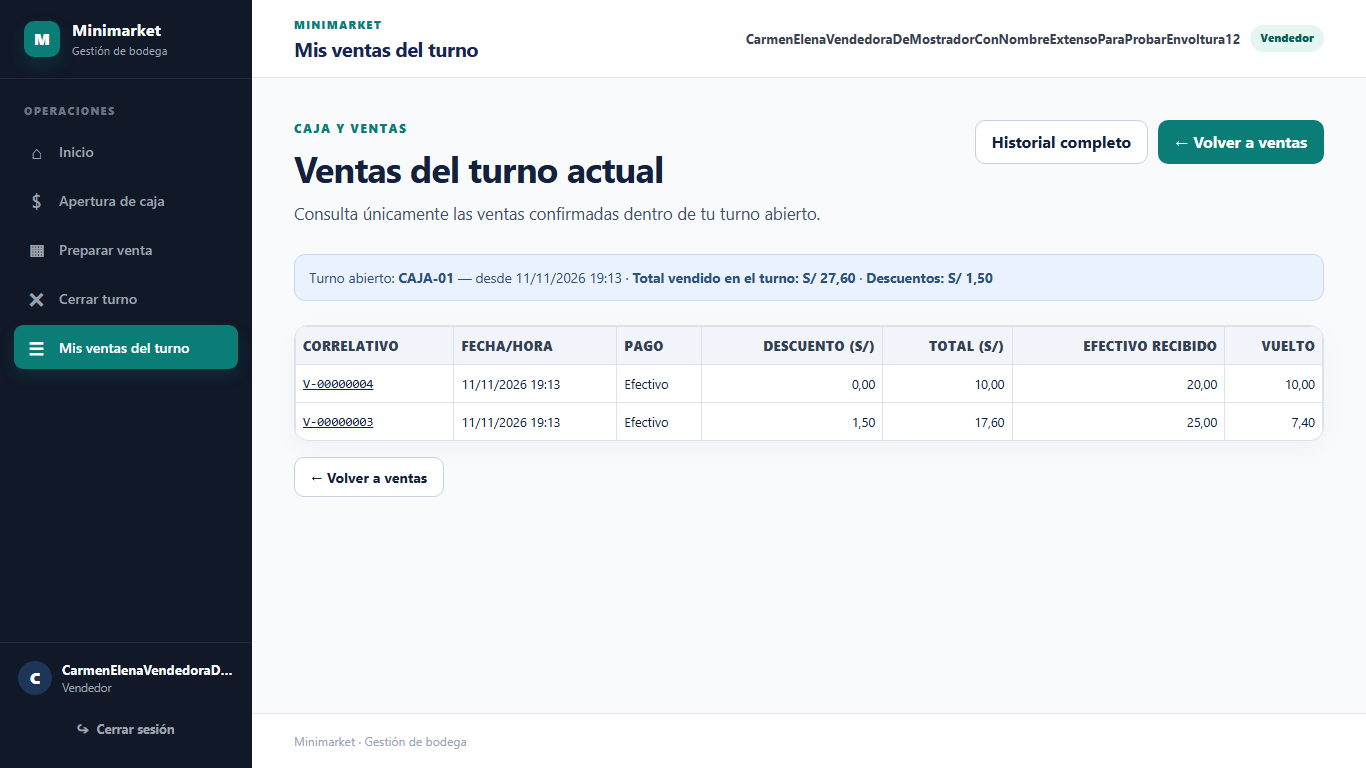 M
Minimarket
Gestión de bodega
OPERACIONES
Inicio
$ Apertura de caja
Preparar venta
Cerrar turno
Mis ventas del turno
C
CarmenElenaVendedoraD...
Vendedor
Cerrar sesión
MINIMARKET
Mis ventas del turno
CarmenElenaVendedoraDeMostradorConNombreExtensoParaProbarEnvoltura12 Vendedor
CAJA Y VENTAS
Ventas del turno actual
Consulta únicamente las ventas confirmadas dentro de tu turno abierto.
Historial completo
← Volver a ventas
Turno abierto: CAJA-01 — desde 11/11/2026 19:13 · Total vendido en el turno: S/ 27,60 · Descuentos: S/ 1,50
CORRELATIVO FECHA/HORA PAGO DESCUENTO (S/) TOTAL (S/) EFECTIVO RECIBIDO VUELTO
V-00000004 11/11/2026 19:13 Efectivo 0,00 10,00 20,00 10,00
V-00000003 11/11/2026 19:13 Efectivo 1,50 17,60 25,00 7,40
← Volver a ventas
Minimarket · Gestión de bodega